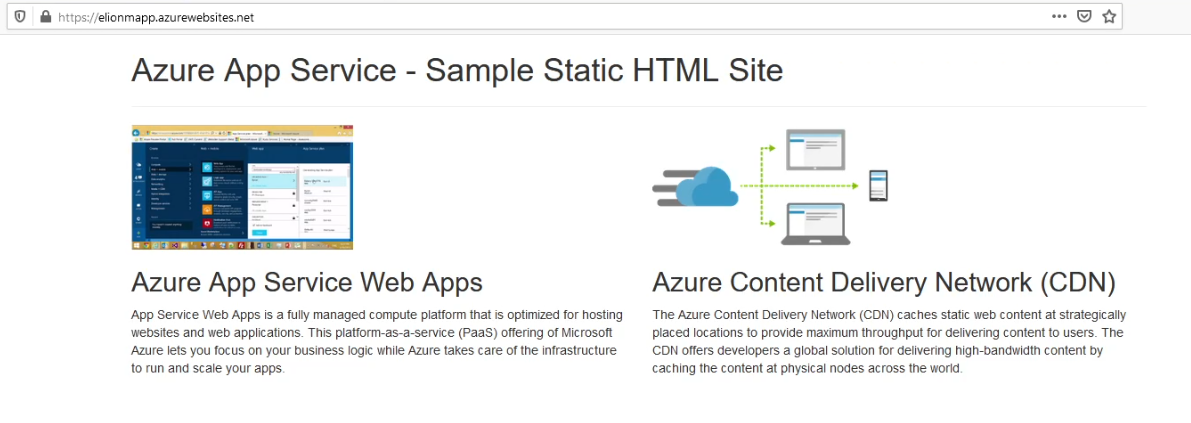 https://elionmapp.azurewebsites.net
Azure App Service - Sample Static HTML Site
Azure App Service Web Apps
App Service Web Apps is a fully managed compute platform that is optimized for hosting
websites and web applications. This platform-as-a-service (PaaS) offering of Microsoft
Azure lets you focus on your business logic while Azure takes care of the infrastructure
to run and scale your apps.
Azure Content Delivery Network (CDN)
The Azure Content Delivery Network (CDN) caches static web content at strategically
placed locations to provide maximum throughput for delivering content to users. The
CDN offers developers a global solution for delivering high-bandwidth content by
caching the content at physical nodes across the world.